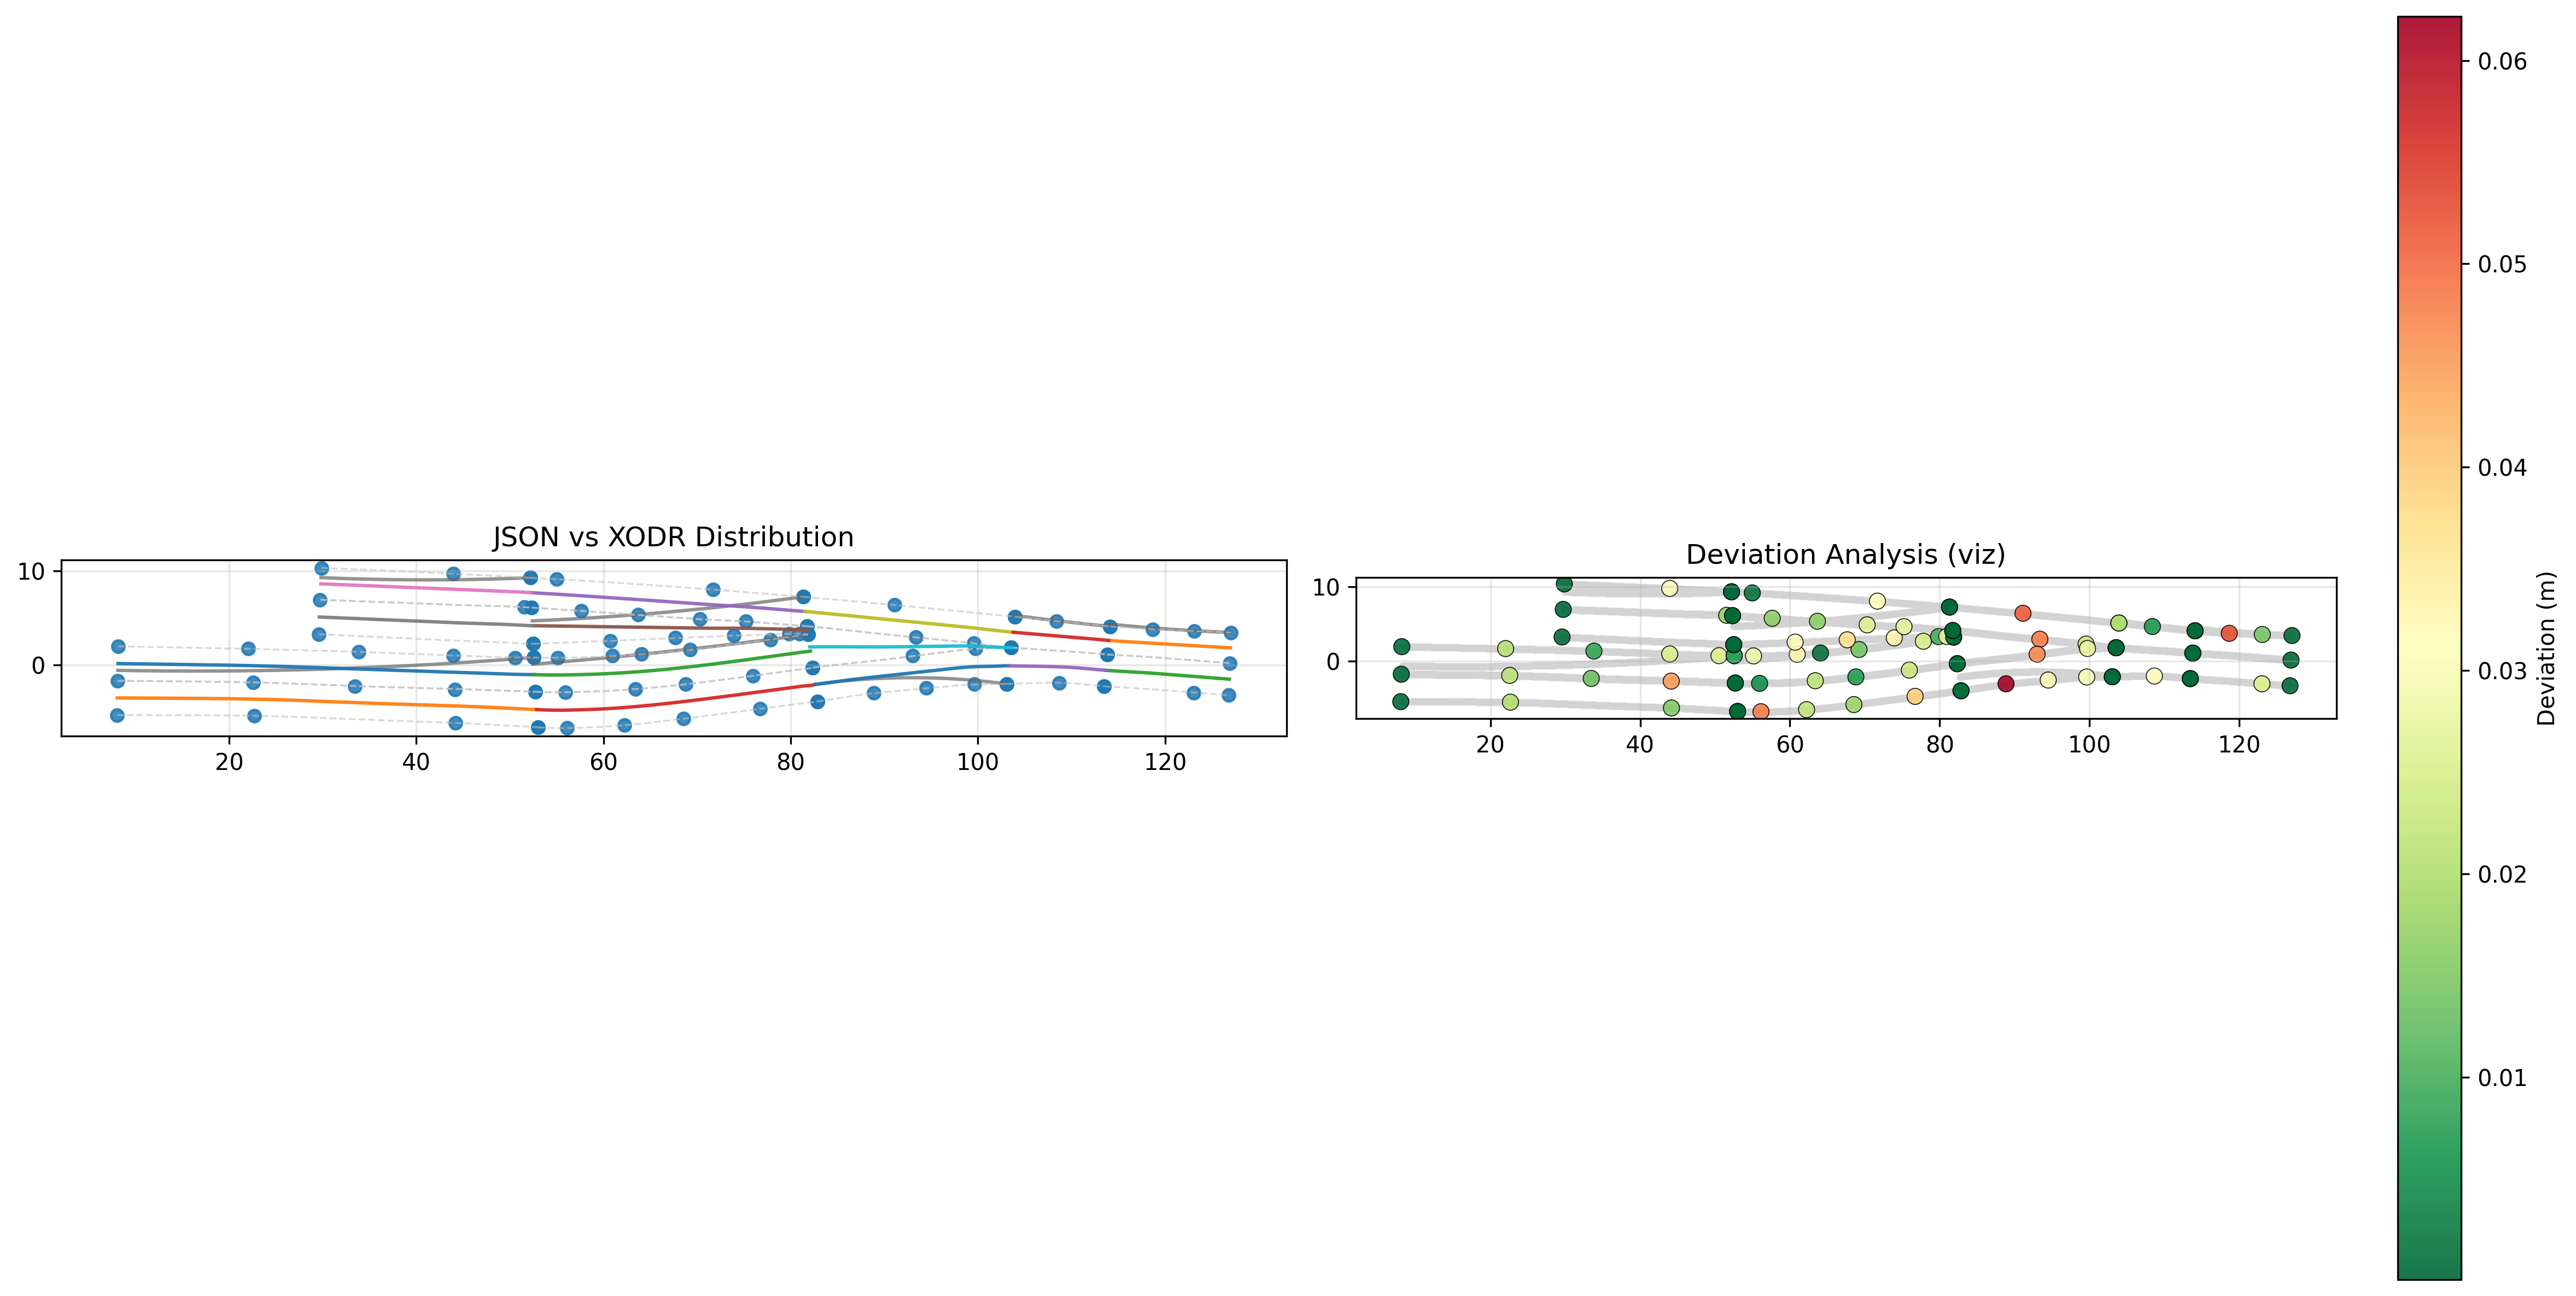 JSON vs XODR Distribution
10
0
20 40 60 80 100 120
Deviation Analysis (viz)
10
0
20 40 60 80 100 120
0.06
0.05
0.04
0.03
0.02
0.01
Deviation (m)